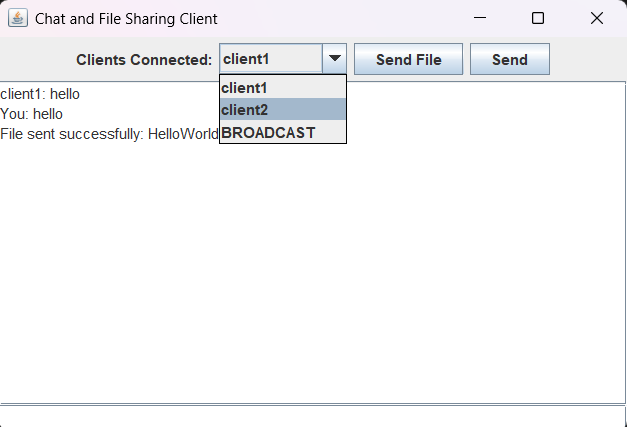 Chat and File Sharing Client
Clients Connected: client1 Send File Send
client1
client2
BROADCAST
client1: hello
You: hello
File sent successfully: HelloWorld